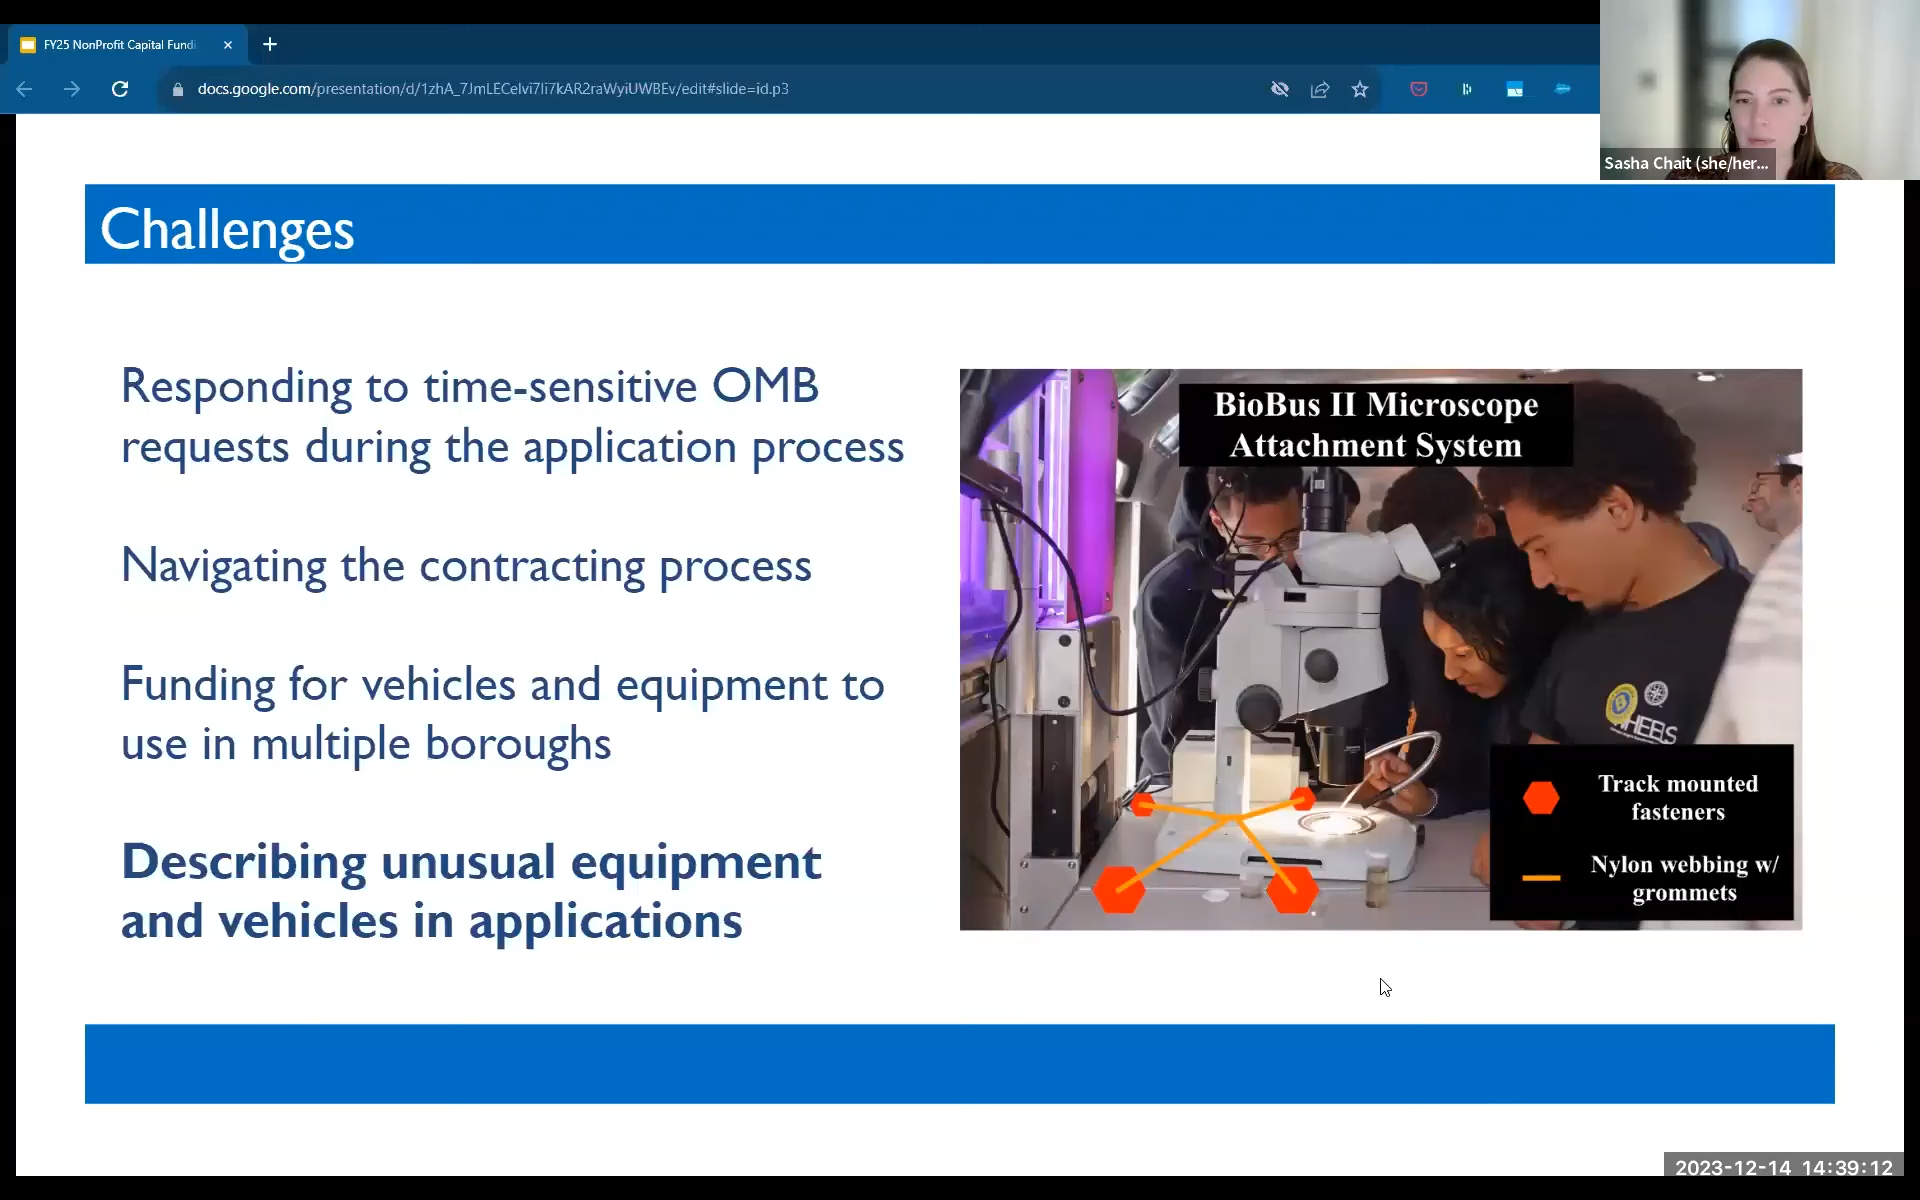 FY25 NonProfit Capital Fundi
docs.google.com/presentation/d/1zhA_7JmLECelvi7li7kAR2raWyiUWBEv/edit#slide=id.p3
Sasha Chait (she/her...
Challenges
Responding to time-sensitive OMB
requests during the application process
Navigating the contracting process
Funding for vehicles and equipment to
use in multiple boroughs
Describing unusual equipment
and vehicles in applications
BioBus II Microscope
Attachment System
HEELS
Track mounted
fasteners
Nylon webbing w/
grommets
2023-12-14 14:39:12